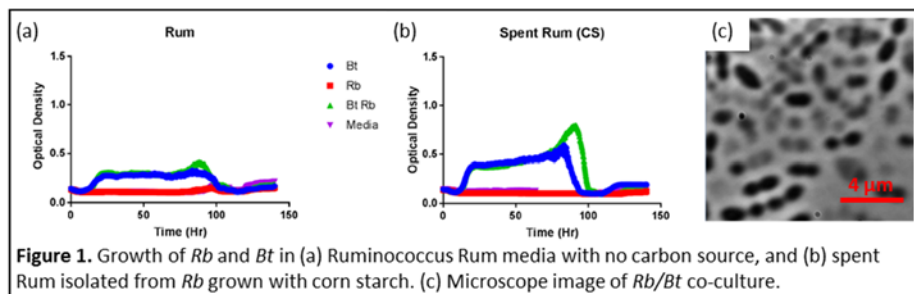 (a)
Rum
Optical Density
1.5
1.0
0.5
0.0
0
50
100
150
Time (Hr)
Bt
Rb
Bt Rb
Media
(b)
Spent Rum (CS)
Optical Density
1.5
1.0
0.5
0.0
0
50
100
150
Time (Hr)
(c)
4 μm
Figure 1. Growth of Rb and Bt in (a) Ruminococcus Rum media with no carbon source, and (b) spent
Rum isolated from Rb grown with corn starch. (c) Microscope image of Rb/Bt co-culture.